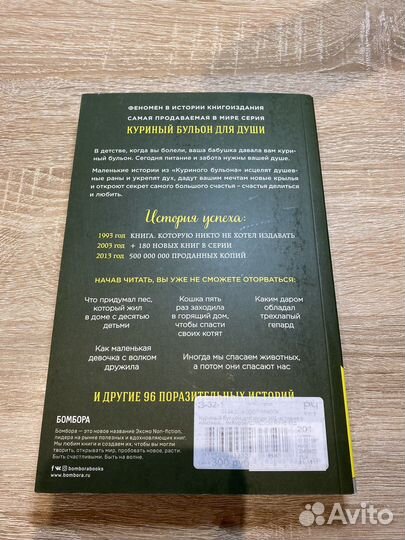 ФЕНОМЕН В ИСТОРИИ КНИГОИЗДАНИЯ
САМАЯ ПРОДАВАЕМАЯ В МИРЕ СЕРИЯ
КУРИНЫЙ БУЛЬОН ДЛЯ ДУШИ
В детстве, когда вы болели, ваша бабушка давала вам кури-
ный бульон. Сегодня питание и забота нужны вашей душе.
Маленькие истории из «Куриного бульона» исцелят душев-
ные раны и укрепят дух, дадут вашим мечтам новые крылья
и откроют секрет самого большого счастья – счастья делиться
и любить.
История успеха:
1993 год КНИГА, КОТОРУЮ НИКТО НЕ ХОТЕЛ ИЗДАВАТЬ
2003 год + 180 НОВЫХ КНИГ В СЕРИИ
2013 год 500 000 000 ПРОДАННЫХ КОПИЙ
НАЧАВ ЧИТАТЬ, ВЫ УЖЕ НЕ СМОЖЕТЕ ОТОРВАТЬСЯ:
Что придумал пес,
который жил
в доме с десятью
детьми
Кошка пять
раз заходила
в горящий дом,
чтобы спасти
своих котят
Каким даром
обладал
трехлапый
гепард
Как маленькая
девочка с волком
дружила
Иногда мы спасаем животных,
а потом они спасают нас
И ДРУГИЕ 96 ПОРАЗИТЕЛЬНЫХ ИСТОРИЙ
БОМБОРА
Бомбора – это новое название Эксмо Non-fiction,
лидера на рынке полезных и вдохновляющих книг.
Мы любим книги и создаем их, чтобы вы могли
творить, открывать мир, пробовать новое, расти.
Быть счастливыми. Быть на волне.
bomborabooks
www.bombora.ru
Avito